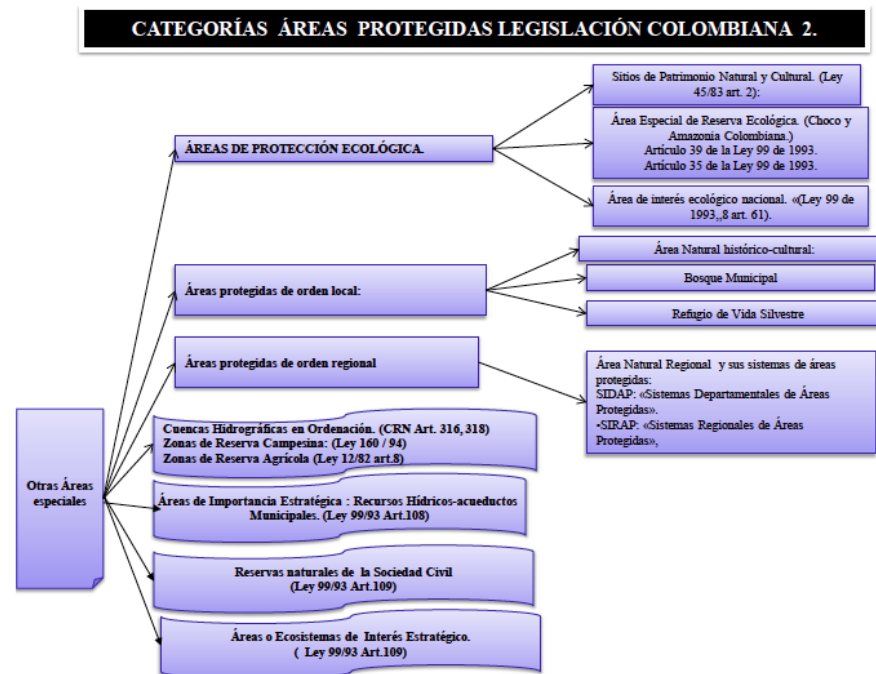 CATEGORÍAS ÁREAS PROTEGIDAS LEGISLACIÓN COLOMBIANA 2.
Otras Áreas
especiales
ÁREAS DE PROTECCIÓN ECOLÓGICA.
Sitios de Patrimonio Natural y Cultural. (Ley
45/83 art. 2):
Área Especial de Reserva Ecológica. (Choco y
Amazonia Colombiana.)
Artículo 39 de la Ley 99 de 1993.
Artículo 35 de la Ley 99 de 1993.
Área de interés ecológico nacional. «(Ley 99 de
1993,,8 art. 61).
Áreas protegidas de orden local:
Área Natural histórico-cultural:
Bosque Municipal
Refugio de Vida Silvestre
Áreas protegidas de orden regional
Área Natural Regional y sus sistemas de áreas
protegidas:
SIDAP: «Sistemas Departamentales de Áreas
Protegidas».
•SIRAP: «Sistemas Regionales de Áreas
Protegidas»,
Cuencas Hidrográficas en Ordenación. (CRN Art. 316, 318)
Zonas de Reserva Campesina: (Ley 160 / 94)
Zonas de Reserva Agrícola (Ley 12/82 art.8)
Áreas de Importancia Estratégica : Recursos Hídricos-acueductos
Municipales. (Ley 99/93 Art.108)
Reservas naturales de la Sociedad Civil
(Ley 99/93 Art.109)
Áreas o Ecosistemas de Interés Estratégico.
( Ley 99/93 Art.109)